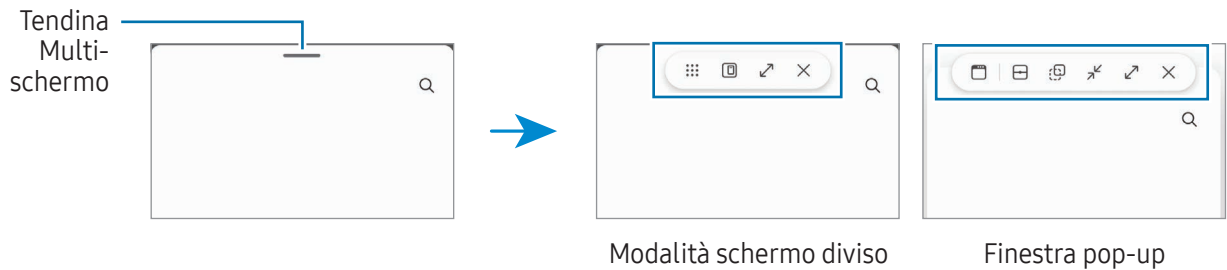 Tendina
Multi-
schermo
Modalità schermo diviso
Finestra pop-up